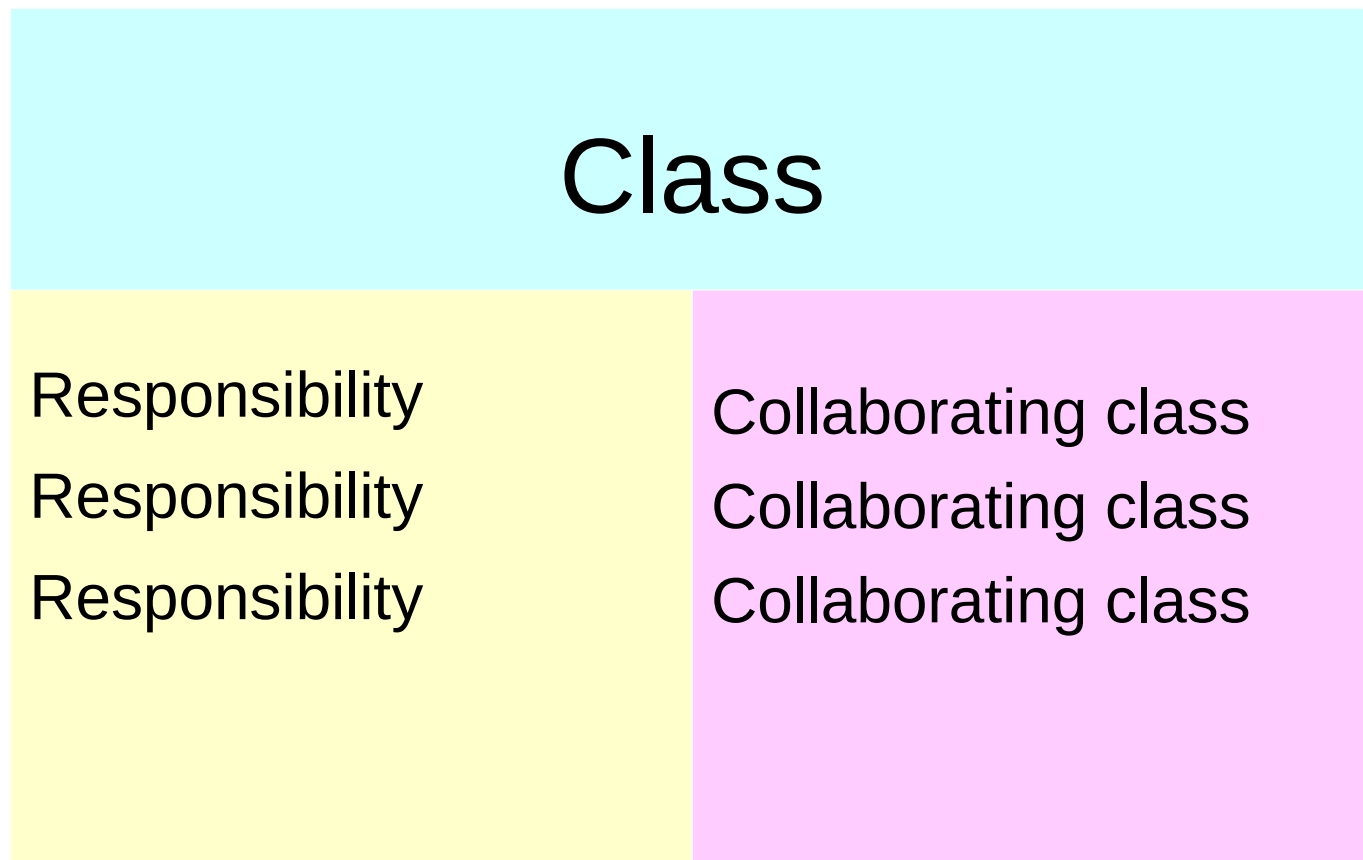 Class
Responsibility
Responsibility
Responsibility
Collaborating class
Collaborating class
Collaborating class